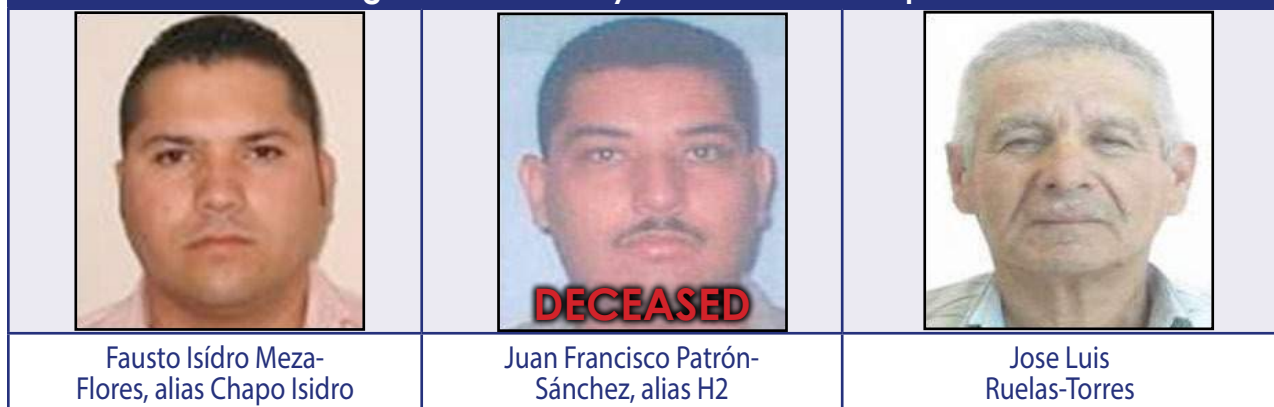 DECEASED
Fausto Isídro Meza-
Flores, alias Chapo Isidro
Juan Francisco Patrón-
Sánchez, alias H2
Jose Luis
Ruelas-Torres